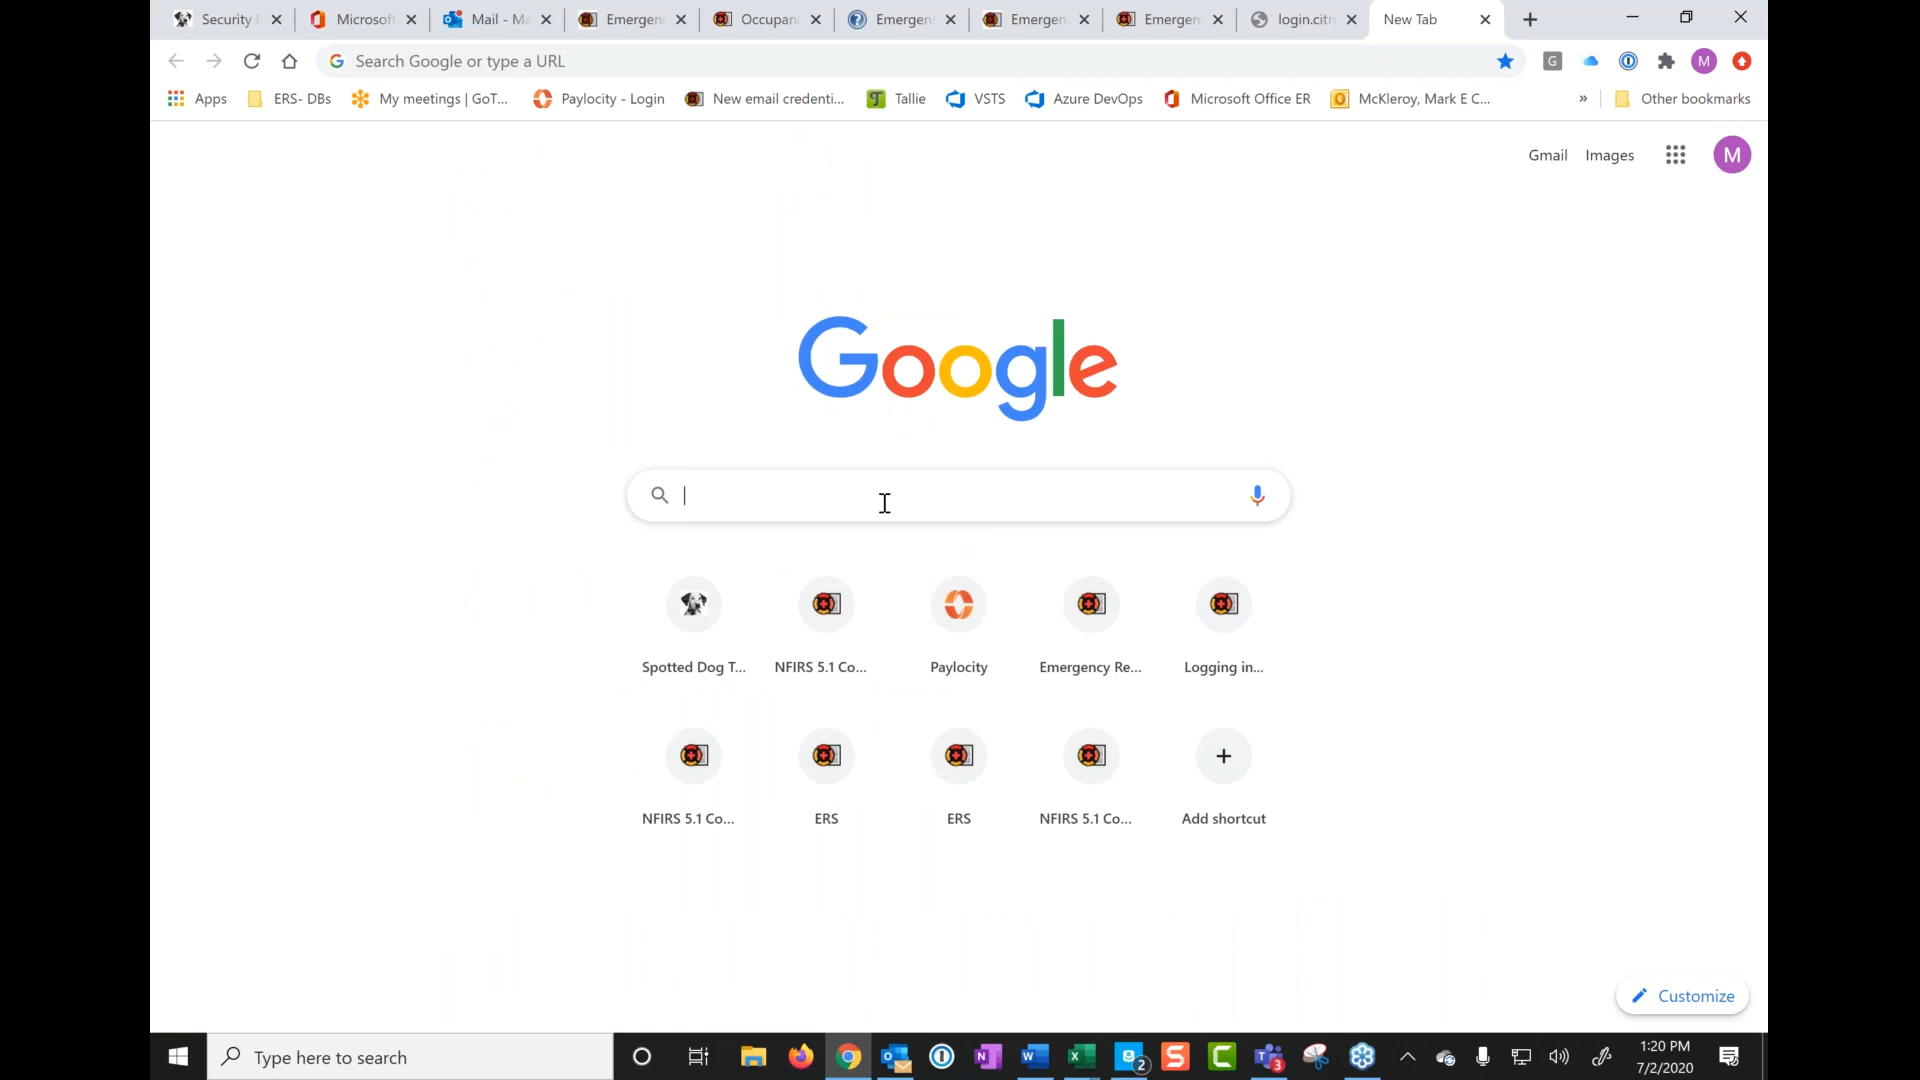 Security
Microsof
Mail - M
Emergen
Occupan
Emergen
Emergen
Emergen
login.citr
New Tab
Search Google or type a URL
Apps
ERS- DBs
My meetings | GoT...
Paylocity - Login
New email credenti...
Tallie
VSTS
Azure DevOps
Microsoft Office ER
McKleroy, Mark E C...
»
Other bookmarks
Gmail
Images
M
Google
Spotted Dog T...
NFIRS 5.1 Co...
Paylocity
Emergency Re...
Logging in...
NFIRS 5.1 Co...
ERS
ERS
NFIRS 5.1 Co...
Add shortcut
Customize
Type here to search
1:20 PM
7/2/2020